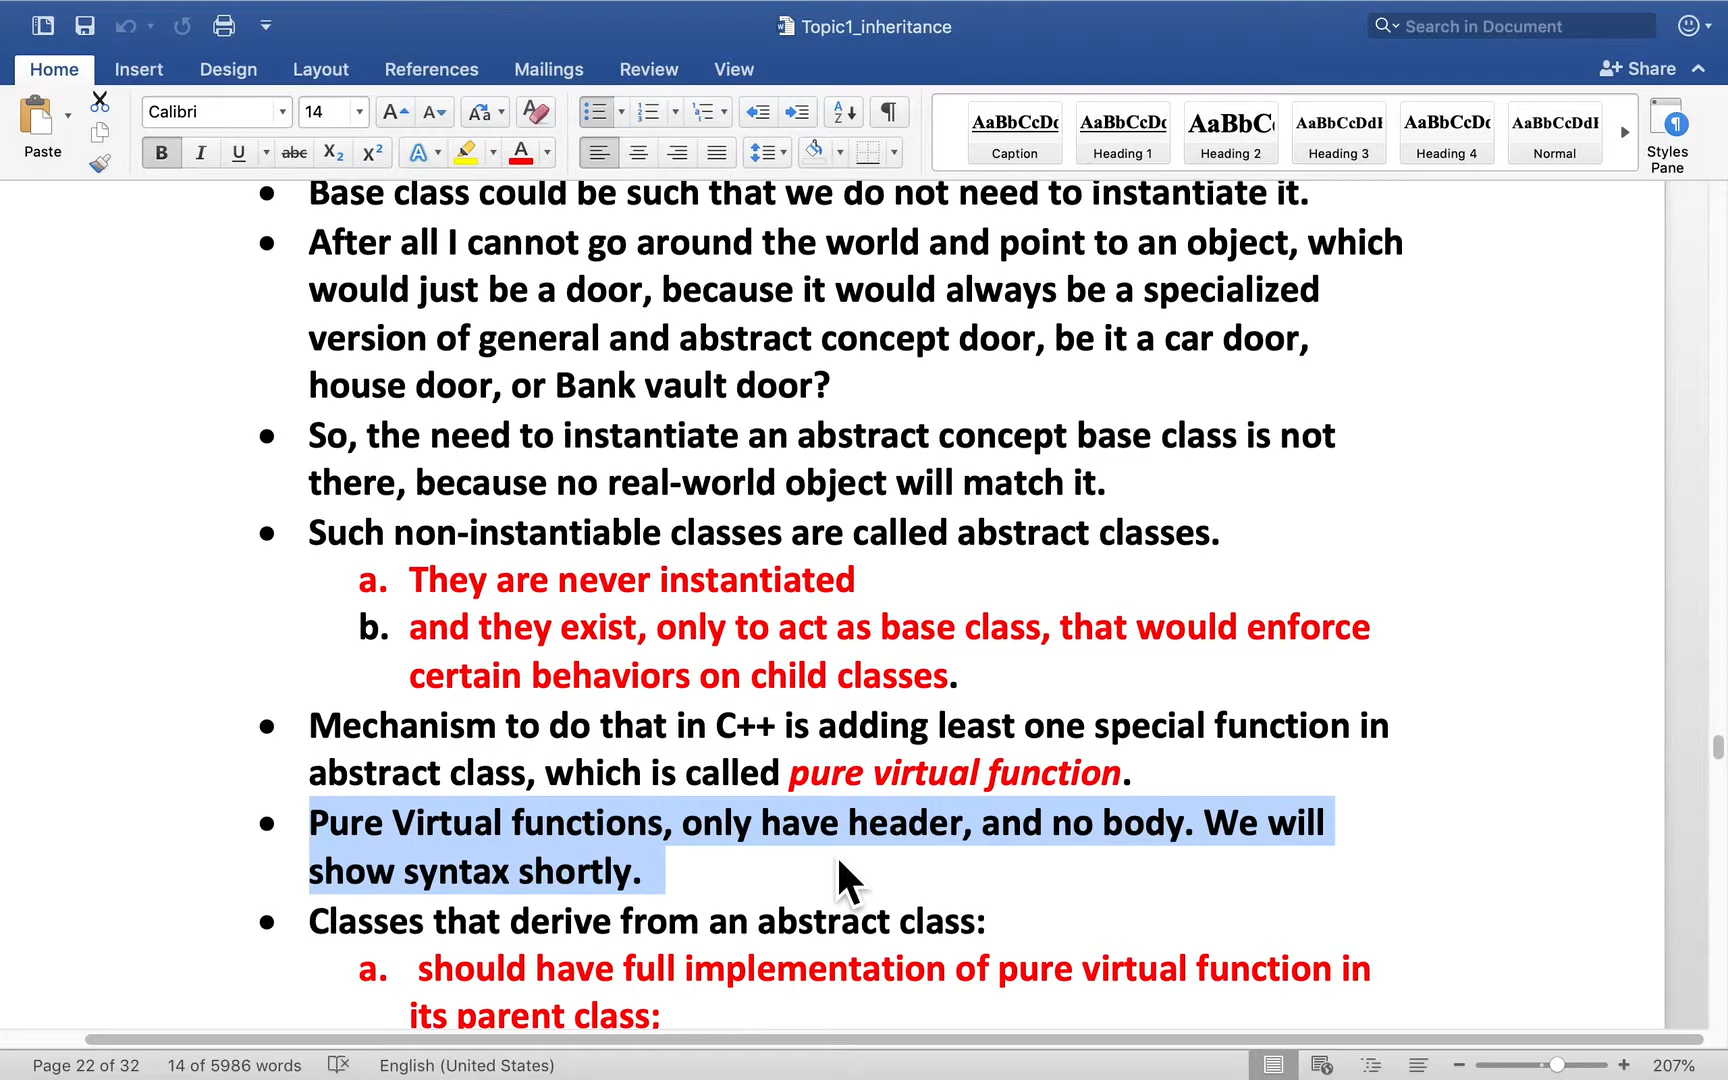 Topic1_inheritance
Search in Document
Home Insert Design Layout References Mailings Review View
Share
Paste
Calibri 14
AaBbCcDc Caption
AaBbCcDc Heading 1
AaBbC Heading 2
AaBbCcDdI Heading 3
AaBbCcDc Heading 4
AaBbCcDdI Normal
Styles Pane
Base class could be such that we do not need to instantiate it.
After all I cannot go around the world and point to an object, which
would just be a door, because it would always be a specialized
version of general and abstract concept door, be it a car door,
house door, or Bank vault door?
So, the need to instantiate an abstract concept base class is not
there, because no real-world object will match it.
Such non-instantiable classes are called abstract classes.
a. They are never instantiated
b. and they exist, only to act as base class, that would enforce
certain behaviors on child classes.
Mechanism to do that in C++ is adding least one special function in
abstract class, which is called pure virtual function.
Pure Virtual functions, only have header, and no body. We will
show syntax shortly.
Classes that derive from an abstract class:
a. should have full implementation of pure virtual function in
its parent class;
Page 22 of 32 14 of 5986 words English (United States) 207%